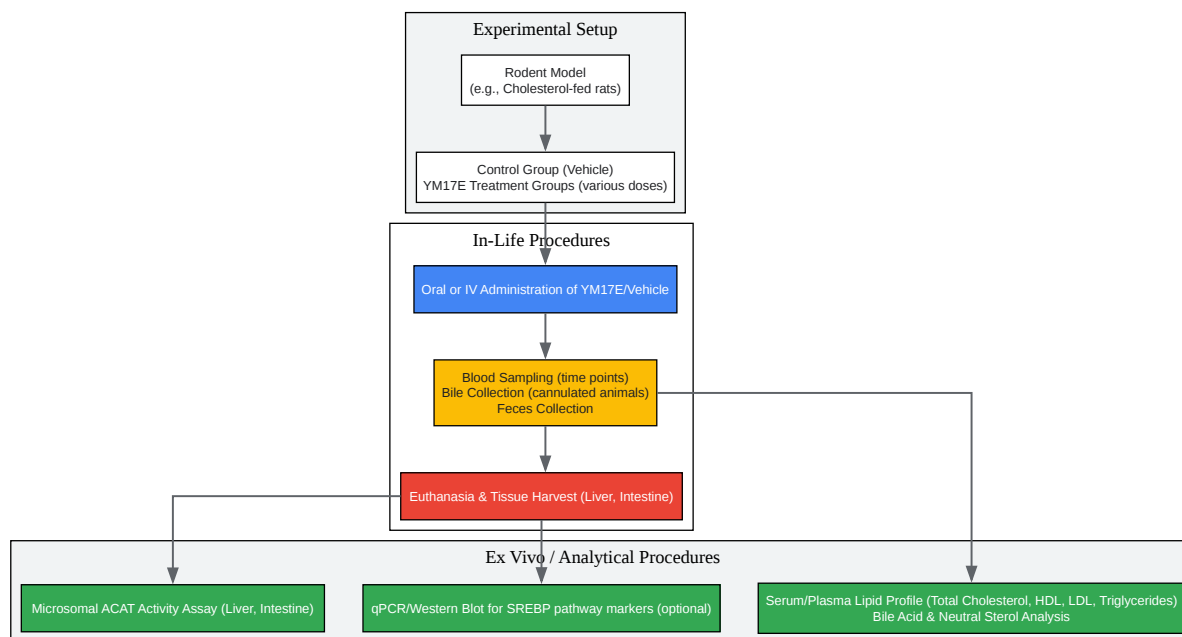 Experimental Setup
Rodent Model
(e.g., Cholesterol-fed rats)
Control Group (Vehicle)
YM17E Treatment Groups (various doses)
In-Life Procedures
Oral or IV Administration of YM17E/Vehicle
Blood Sampling (time points)
Bile Collection (cannulated animals)
Feces Collection
Euthanasia & Tissue Harvest (Liver, Intestine)
Ex Vivo / Analytical Procedures
Microsomal ACAT Activity Assay (Liver, Intestine)
qPCR/Western Blot for SREBP pathway markers (optional)
Serum/Plasma Lipid Profile (Total Cholesterol, HDL, LDL, Triglycerides)
Bile Acid & Neutral Sterol Analysis